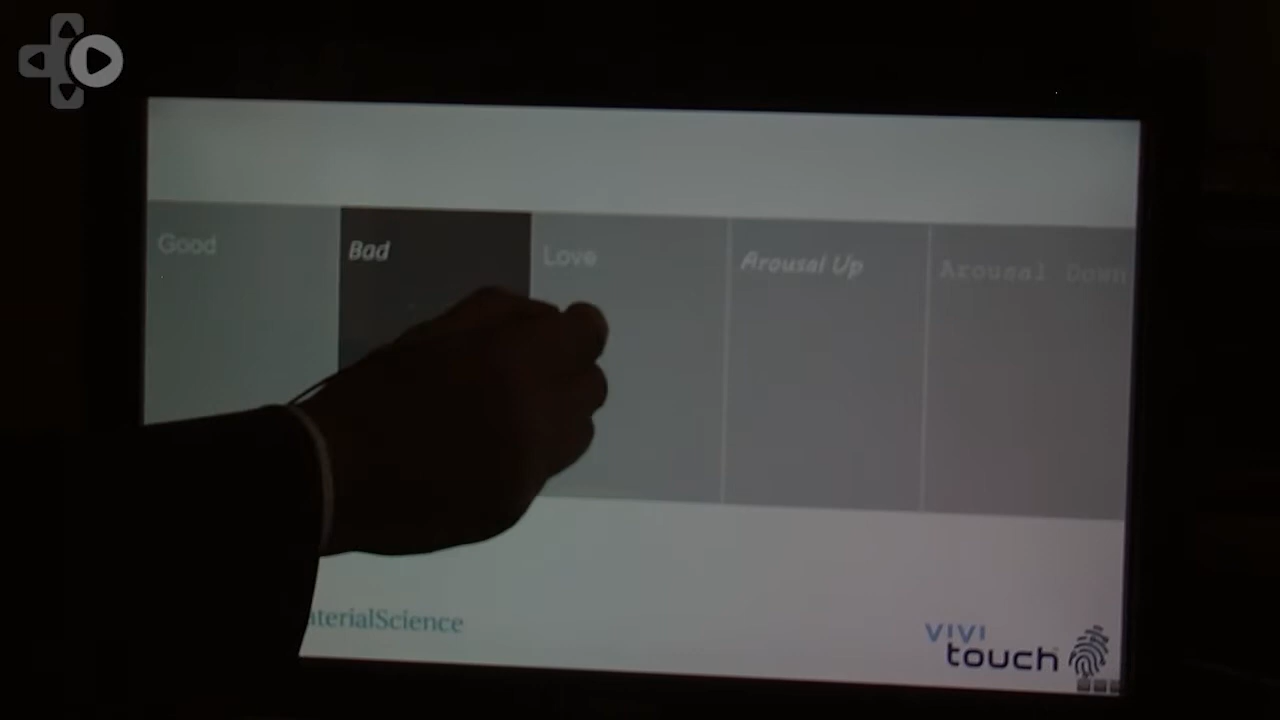 Good
Bad
Love
Arousal Up
Arousal Down
aterialScience
VIVI
touch